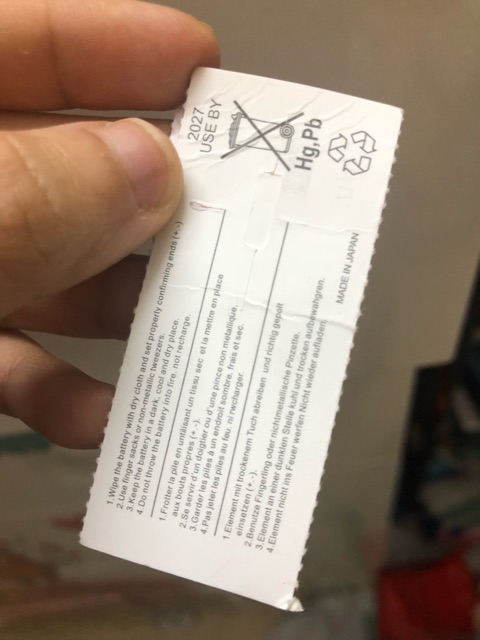 2027
USE BY
Hg,Pb
1.Wipe the battery with dry cloth and set properly confirming ends (+.-)
2.Use finger sacks or non-metallic tweezers.
3.Keep the battery in a dark, cool and dry place.
4.Do not throw the battery into fire, not recharge.
1.Frotter la pile en untilisant un tissu sec et la mettre en place
aux bouts propres (+.-).
2.Se servir d'un doigtier ou d'une pince non metallique.
3.Garder les piles à un endroit sombre, frais et sec.
4.Pas jeter les piles au feu, ni rwcharger.
1.Element mit trockenem Tuch abreiben und richtig gepolt
einsetzen (+.-).
2.Benutze Fingerling oder nichtmetallische Pinzette.
3.Element an einer dunklen Stelle kuhl und trocken aufbewahren.
4.Element nicht ins Feuer werfen Nicht wieder aufladen.
MADE IN JAPAN